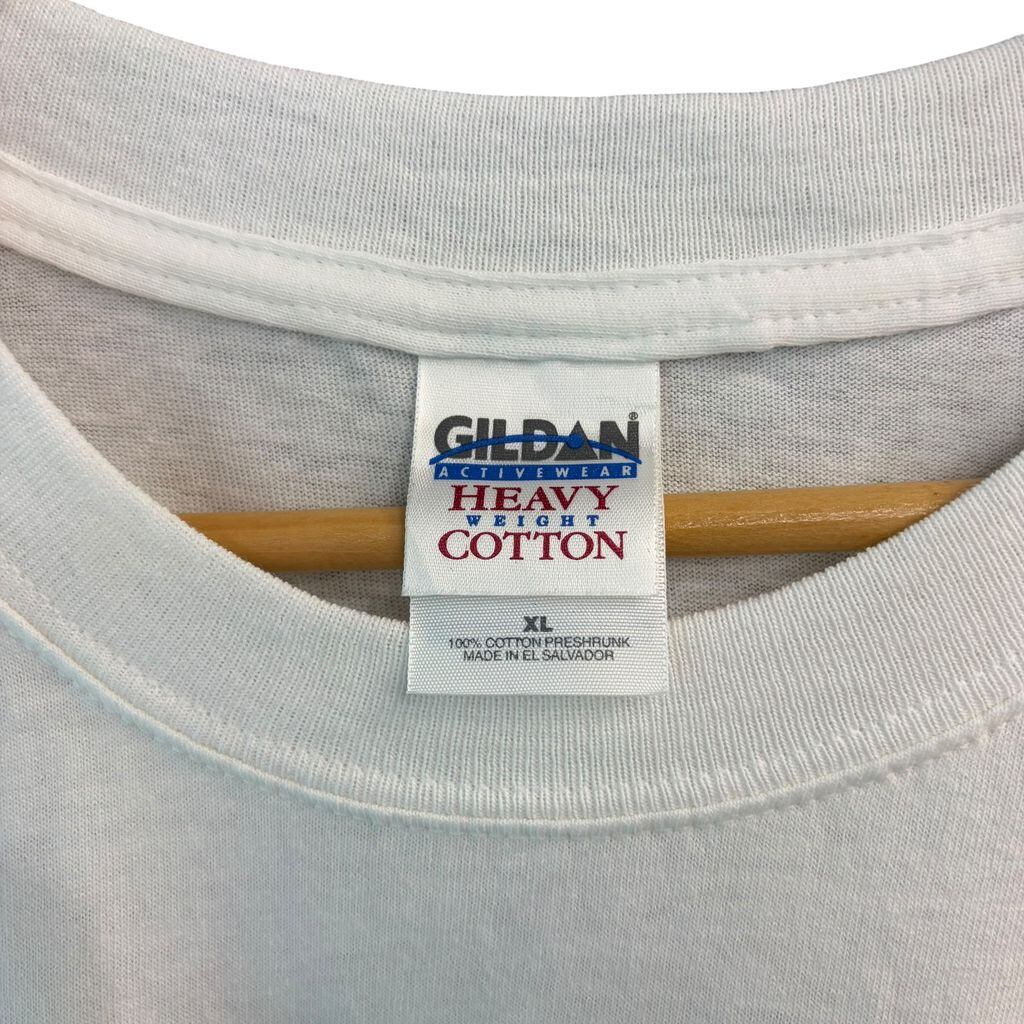 GILDAN®
ACTIVEWEAR
HEAVY
WEIGHT
COTTON
XL
100% COTTON PRESHRUNK
MADE IN EL SALVADOR